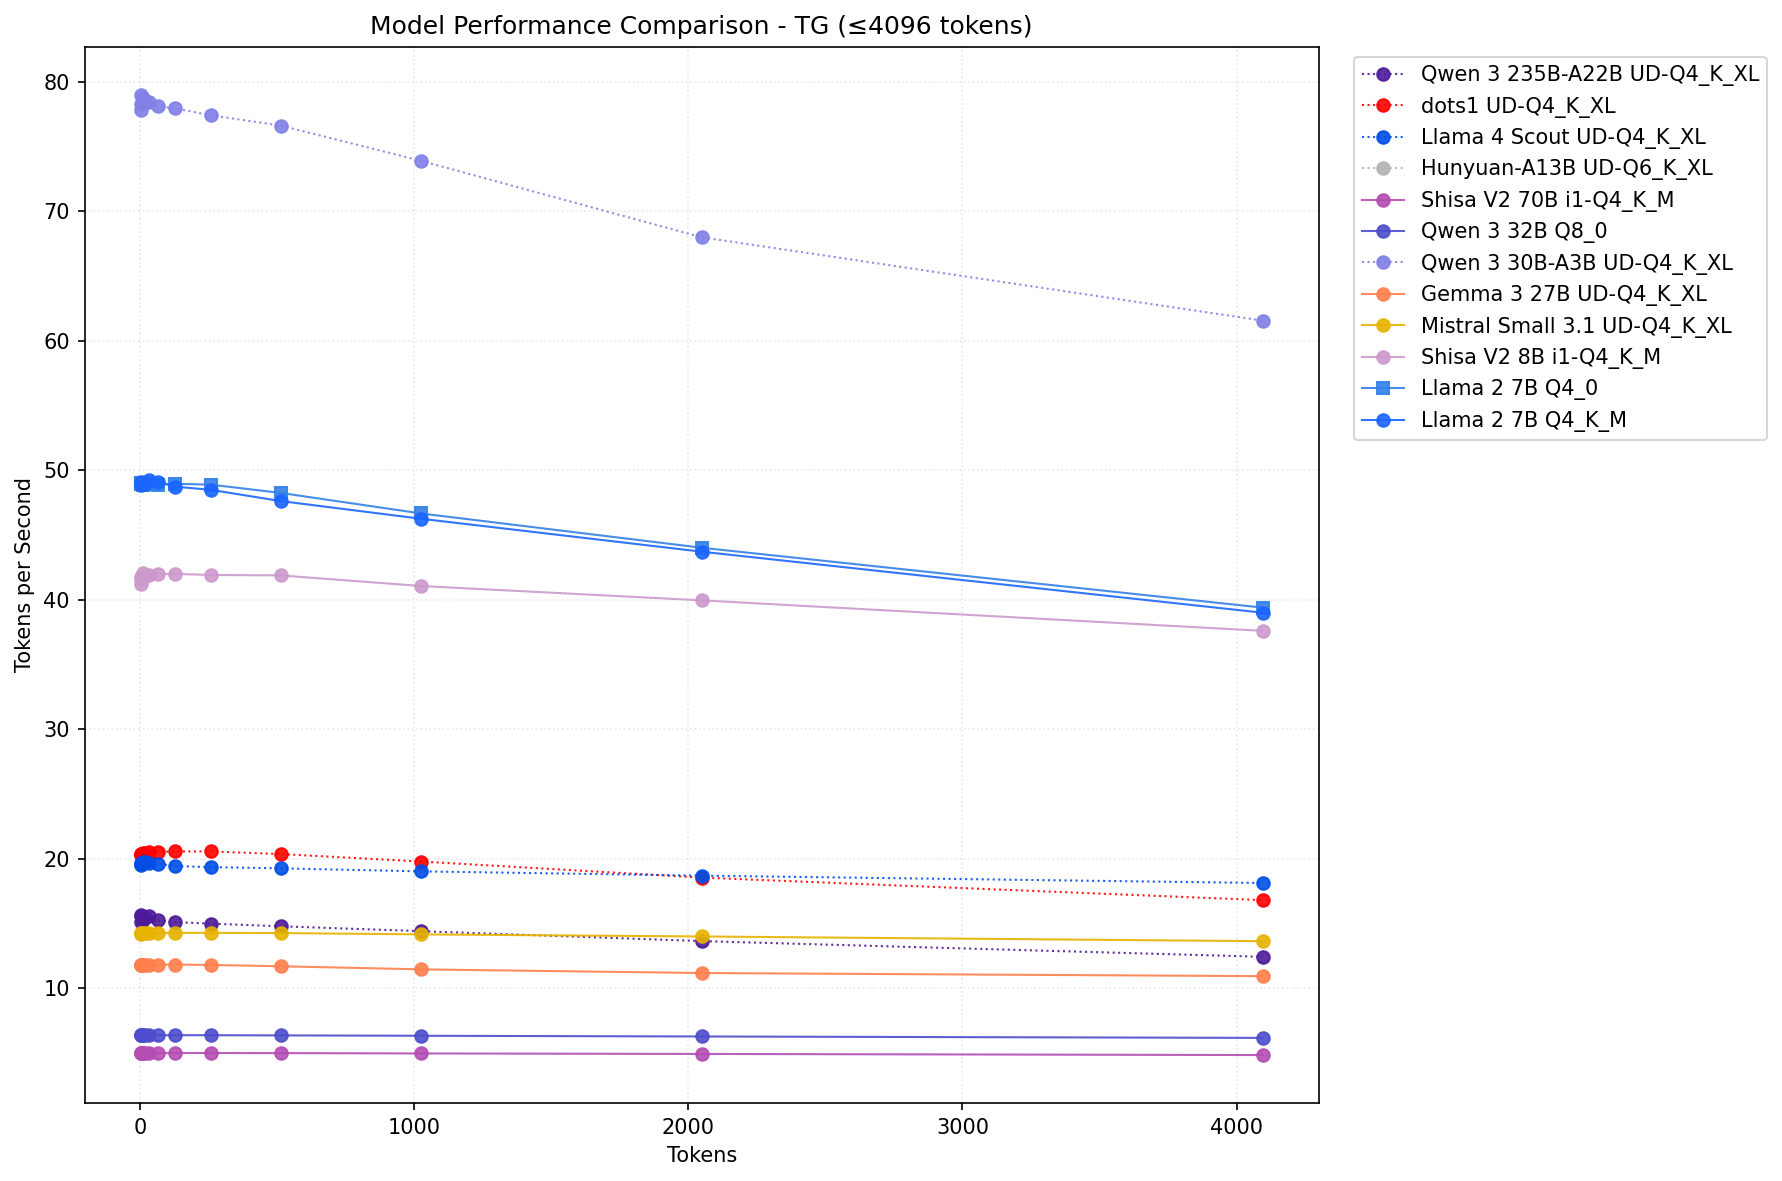 Model Performance Comparison - TG (≤4096 tokens)
Tokens per Second
80
70
60
50
40
30
20
10
0
1000
2000
3000
4000
Tokens
Qwen 3 235B-A22B UD-Q4_K_XL
dots1 UD-Q4_K_XL
Llama 4 Scout UD-Q4_K_XL
Hunyuan-A13B UD-Q6_K_XL
Shisa V2 70B i1-Q4_K_M
Qwen 3 32B Q8_0
Qwen 3 30B-A3B UD-Q4_K_XL
Gemma 3 27B UD-Q4_K_XL
Mistral Small 3.1 UD-Q4_K_XL
Shisa V2 8B i1-Q4_K_M
Llama 2 7B Q4_0
Llama 2 7B Q4_K_M